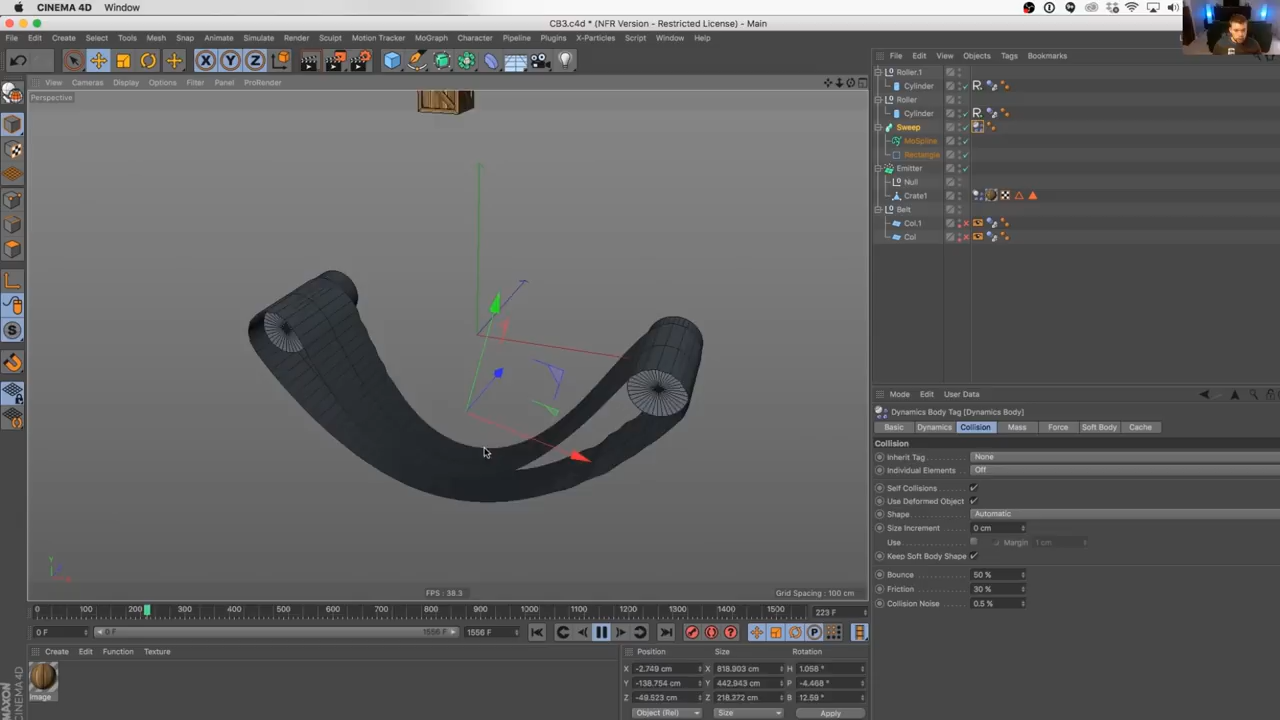 CINEMA 4D Window
CB3.c4d * (NFR Version - Restricted License) - Main
File Edit Create Select Tools Mesh Snap Animate Simulate Render Sculpt Motion Tracker MoGraph Character Pipeline Plugins X-Particles Script Window Help
X Y Z
File Edit View Objects Tags Bookmarks
View Cameras Display Options Filter Panel ProRender
Perspective
Roller.1
Cylinder
Roller
Cylinder
Sweep
MoSpline
Rectangle
Emitter
Null
Crate1
Belt
Col.1
Col
Mode Edit User Data
Dynamics Body Tag [Dynamics Body]
Basic Dynamics Collision Mass Force Soft Body Cache
Collision
Inherit Tag None
Individual Elements Off
Self Collisions
Use Deformed Object
Shape Automatic
Size Increment 0 cm
Use Margin 1 cm
Keep Soft Body Shape
Bounce 50 %
Friction 30 %
Collision Noise 0.5 %
FPS : 38.3
Grid Spacing : 100 cm
0 100 200 300 400 500 600 700 800 900 1000 1100 1200 1300 1400 1500
223 F
0 F 0 F 1556 F 1556 F
Create Edit Function Texture
Image
Position Size Rotation
X -2.749 cm X 818.903 cm H 1.058 °
Y -138.754 cm Y 442.943 cm P -4.468 °
Z -49.523 cm Z 218.272 cm B 12.59 °
Object (Rel) Size Apply
MAXON CINEMA 4D